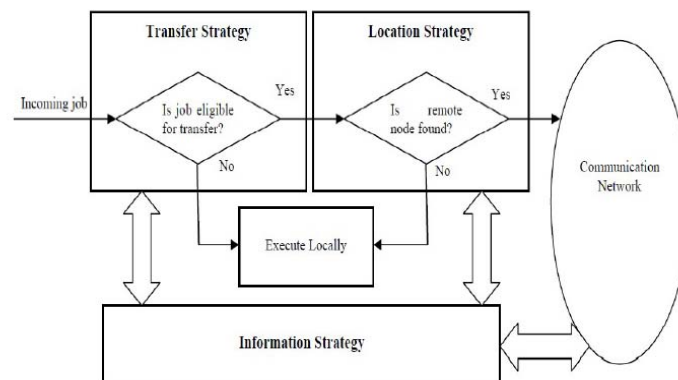 Transfer Strategy
Location Strategy
Incoming job
Is job eligible
for transfer?
Yes
No
Is remote
node found?
Yes
No
Communication
Network
Execute Locally
Information Strategy